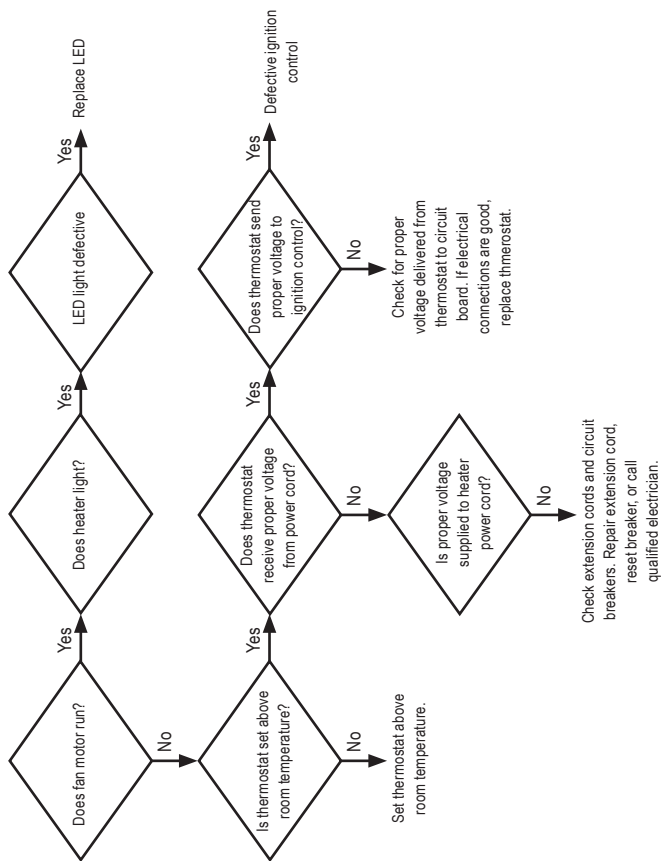 Does fan motor run?
Yes
Does heater light?
Yes
LED light defective
Yes
Replace LED
No
Is thermostat set above
room temperature?
Yes
Does thermostat
receive proper voltage
from power cord?
Yes
Does thermostat send
proper voltage to
ignition control?
Yes
Defective ignition
control
No
Set thermostat above
room temperature.
No
Is proper voltage
supplied to heater
power cord?
No
Check for proper
voltage delivered from
thermostat to circuit
board. If electrical
connections are good,
replace thmerostat.
No
Check extension cords and circuit
breakers. Repair extension cord,
reset breaker, or call
qualified electrician.